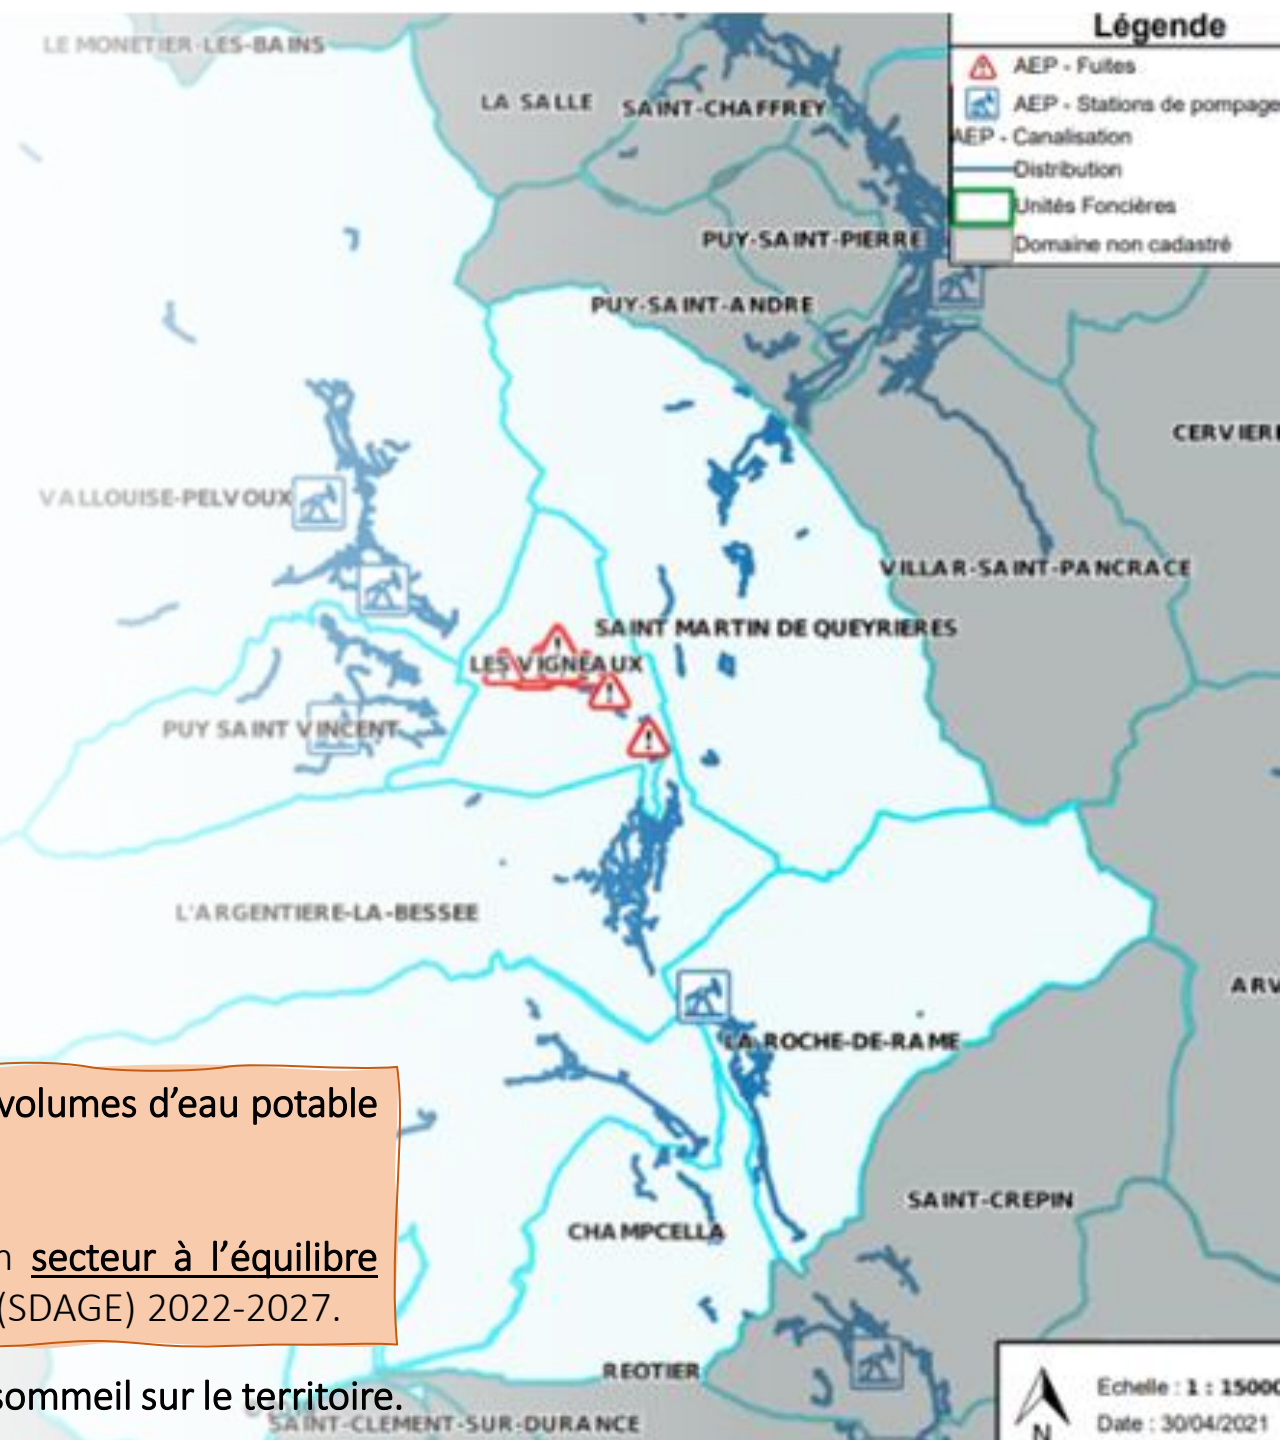 Légende
AEP - Fuites
AEP - Stations de pompage
AEP - Canalisation
Distribution
Unités Foncières
Domaine non cadastré
LE MONETIER-LES-BAINS
LA SALLE
SAINT-CHAFFREY
PUY-SAINT-PIERRE
PUY-SAINT-ANDRE
CERVIER
VALLOUISE-PELVOUX
VILLAR-SAINT-PANCRACE
SAINT MARTIN DE QUEYRIERES
LES VIGNEAUX
PUY SAINT VINCENT
L'ARGENTIERE-LA-BESSEE
ARV
LA ROCHE-DE-RAME
SAINT-CREPIN
CHAMPCELLA
REOTIER
SAINT-CLEMENT-SUR-DURANCE
volumes d'eau potable
n secteur à l'équilibre
(SDAGE) 2022-2027.
sommeil sur le territoire.
N
Echelle : 1 : 15000
Date : 30/04/2021